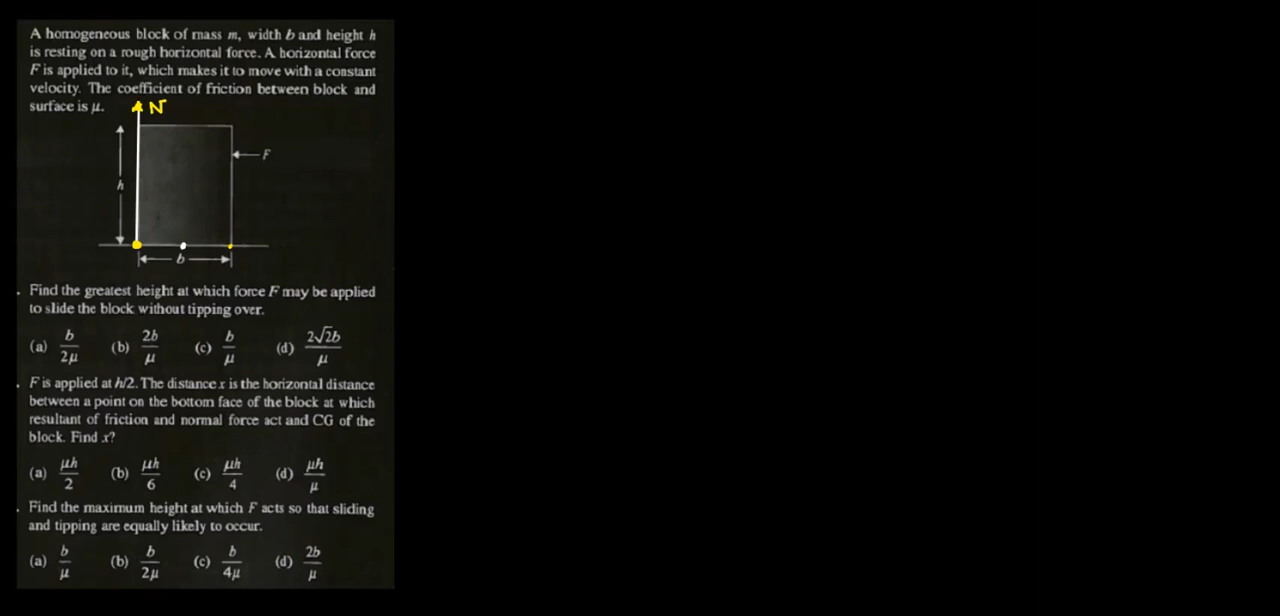 A homogeneous block of mass m, width b and height h
is resting on a rough horizontal force. A horizontal force
F is applied to it, which makes it to move with a constant
velocity. The coefficient of friction between block and
surface is μ.
N
F
h
b
. Find the greatest height at which force F may be applied
to slide the block without tipping over.
(a) b/2μ (b) 2b/μ (c) b/μ (d) 2√2b/μ
. F is applied at h/2. The distance x is the horizontal distance
between a point on the bottom face of the block at which
resultant of friction and normal force act and CG of the
block. Find x?
(a) μh/2 (b) μh/6 (c) μh/4 (d) μh/μ
. Find the maximum height at which F acts so that sliding
and tipping are equally likely to occur.
(a) b/μ (b) b/2μ (c) b/4μ (d) 2b/μ